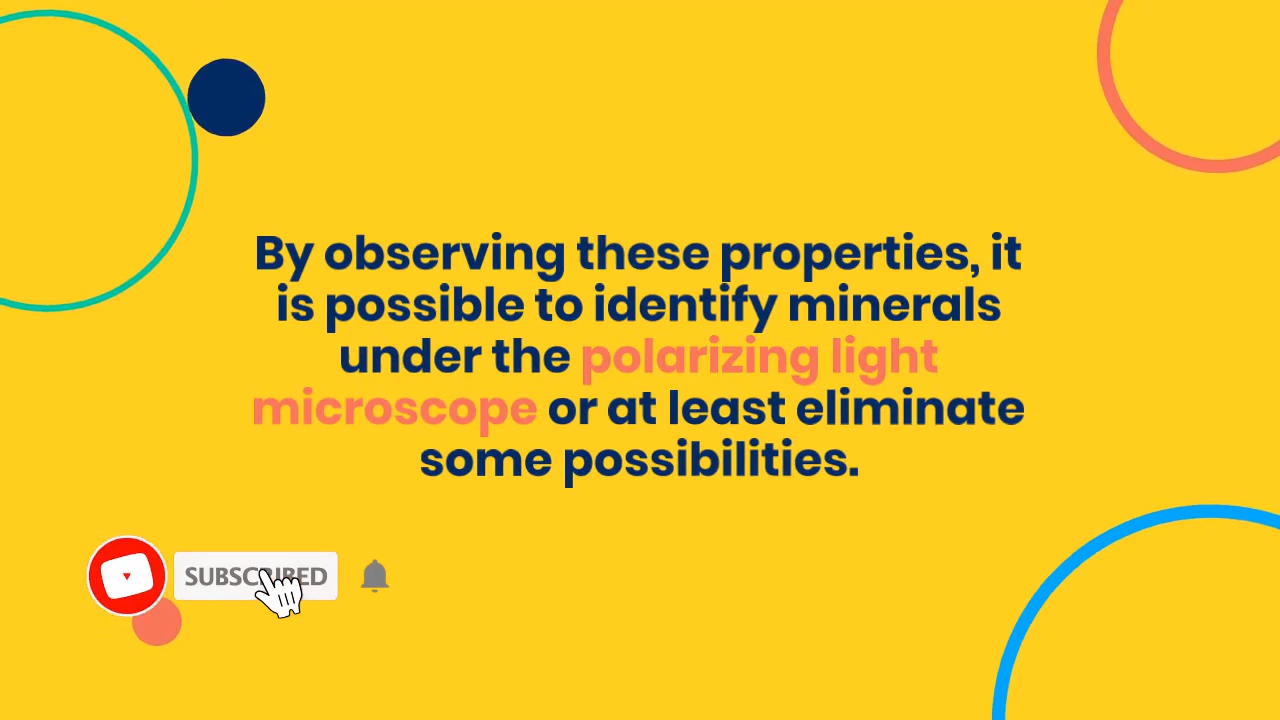 By observing these properties, it
is possible to identify minerals
under the polarizing light
microscope or at least eliminate
some possibilities.
SUBSCRIBED